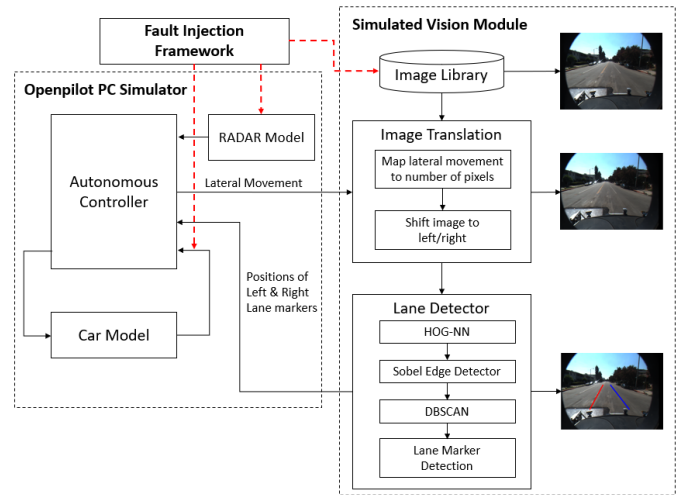 Fault Injection
Framework
Simulated Vision Module
Image Library
Openpilot PC Simulator
RADAR Model
Autonomous
Controller
Lateral Movement
Image Translation
Map lateral movement
to number of pixels
Shift image to
left/right
Positions of
Left & Right
Lane markers
Car Model
Lane Detector
HOG-NN
Sobel Edge Detector
DBSCAN
Lane Marker
Detection